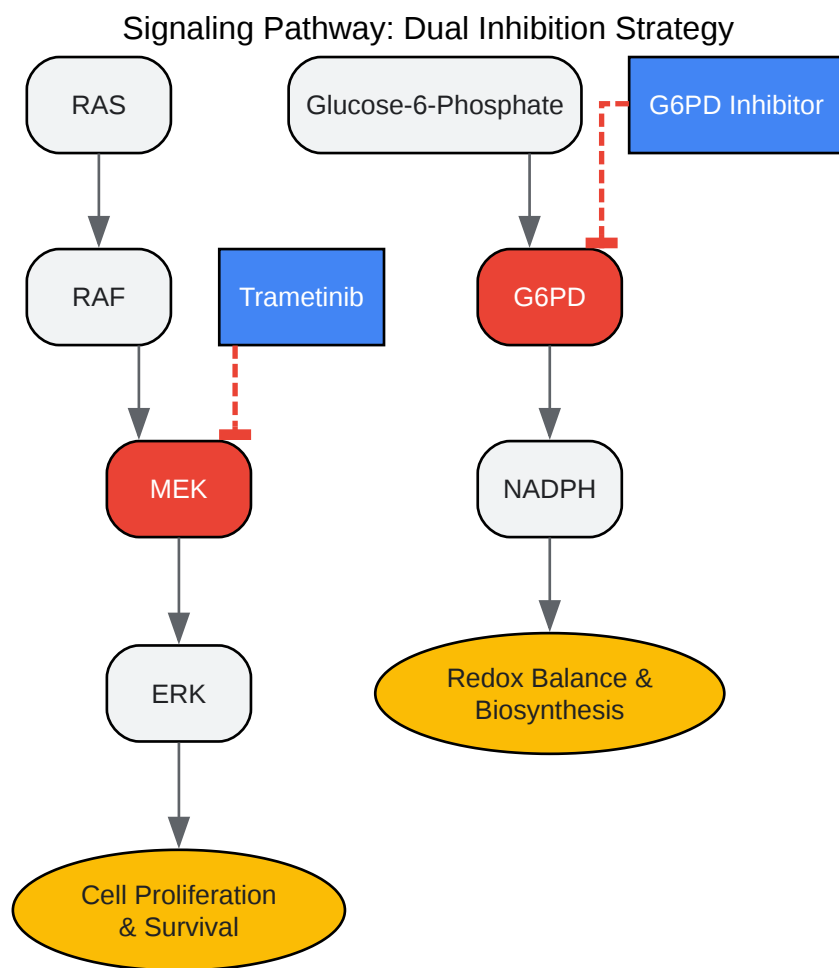 Signaling Pathway: Dual Inhibition Strategy
RAS
Glucose-6-Phosphate
G6PD Inhibitor
RAF
Trametinib
G6PD
MEK
NADPH
ERK
Redox Balance &
Biosynthesis
Cell Proliferation
& Survival